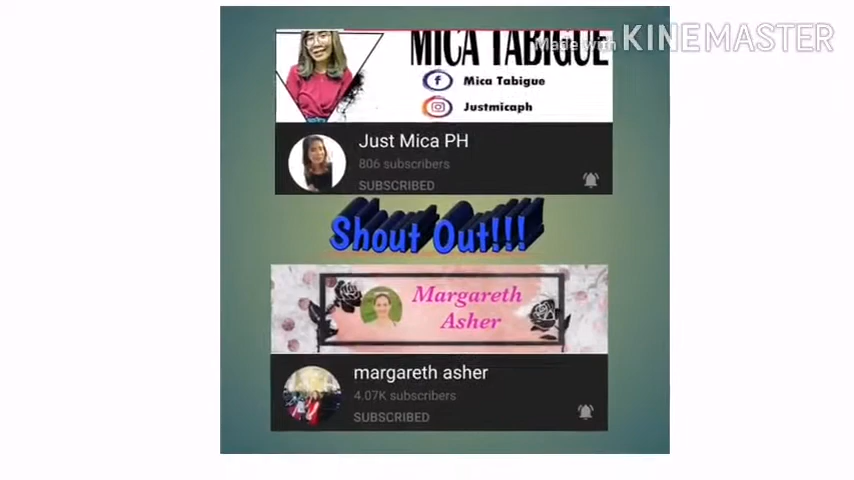 Made with KINEMASTER
MICA TABIGUE
Mica Tabigue
Justmicaph
Just Mica PH
806 subscribers
SUBSCRIBED
Shout Out!!!
Margareth
Asher
margareth asher
4.07K subscribers
SUBSCRIBED